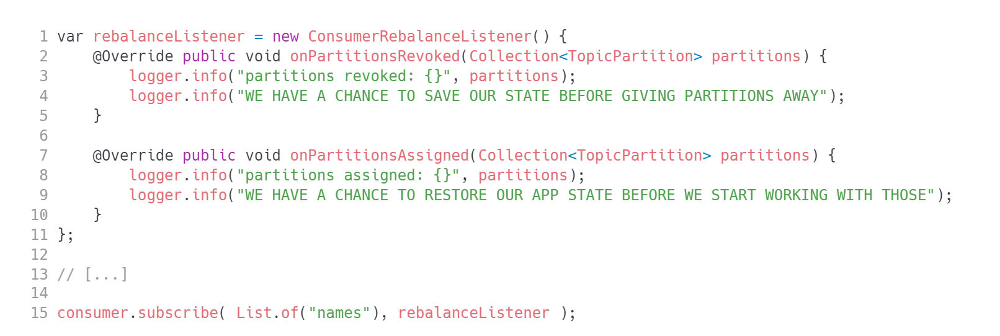 1 var rebalanceListener = new ConsumerRebalanceListener() {
2     @Override public void onPartitionsRevoked(Collection<TopicPartition> partitions) {
3         logger.info("partitions revoked: {}", partitions);
4         logger.info("WE HAVE A CHANCE TO SAVE OUR STATE BEFORE GIVING PARTITIONS AWAY");
5     }
6
7     @Override public void onPartitionsAssigned(Collection<TopicPartition> partitions) {
8         logger.info("partitions assigned: {}", partitions);
9         logger.info("WE HAVE A CHANCE TO RESTORE OUR APP STATE BEFORE WE START WORKING WITH THOSE");
10     }
11 };
12
13 // [...]
14
15 consumer.subscribe( List.of("names"), rebalanceListener );